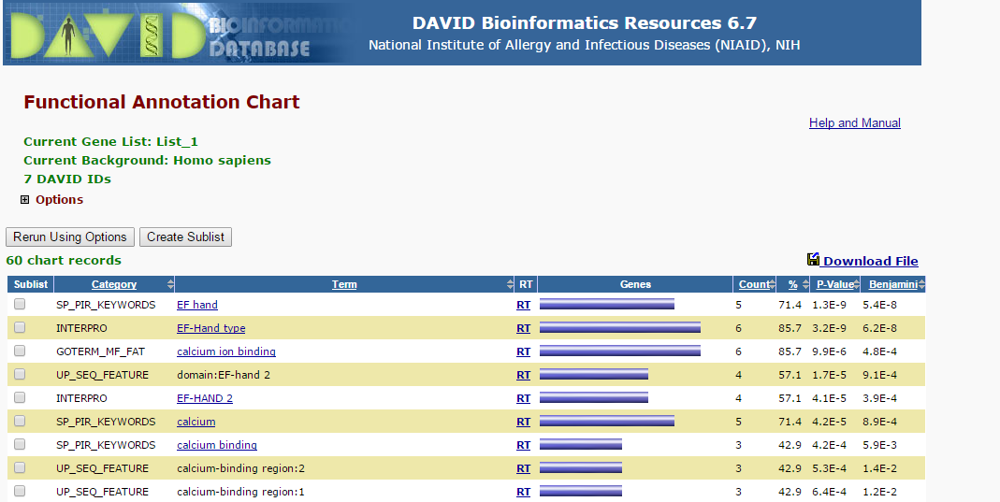 DAVID BIOINFORMATICS
DATABASE
DAVID Bioinformatics Resources 6.7
National Institute of Allergy and Infectious Diseases (NIAID), NIH
Functional Annotation Chart
Help and Manual
Current Gene List: List_1
Current Background: Homo sapiens
7 DAVID IDs
Options
Rerun Using Options Create Sublist
60 chart records Download File
Sublist Category Term RT Genes Count % P-Value Benjamini
SP_PIR_KEYWORDS EF hand RT 5 71.4 1.3E-9 5.4E-8
INTERPRO EF-Hand type RT 6 85.7 3.2E-9 6.2E-8
GOTERM_MF_FAT calcium ion binding RT 6 85.7 9.9E-6 4.8E-4
UP_SEQ_FEATURE domain:EF-hand 2 RT 4 57.1 1.7E-5 9.1E-4
INTERPRO EF-HAND 2 RT 4 57.1 4.1E-5 3.9E-4
SP_PIR_KEYWORDS calcium RT 5 71.4 4.2E-5 8.9E-4
SP_PIR_KEYWORDS calcium binding RT 3 42.9 4.2E-4 5.9E-3
UP_SEQ_FEATURE calcium-binding region:2 RT 3 42.9 5.3E-4 1.4E-2
UP_SEQ_FEATURE calcium-binding region:1 RT 3 42.9 6.4E-4 1.2E-2